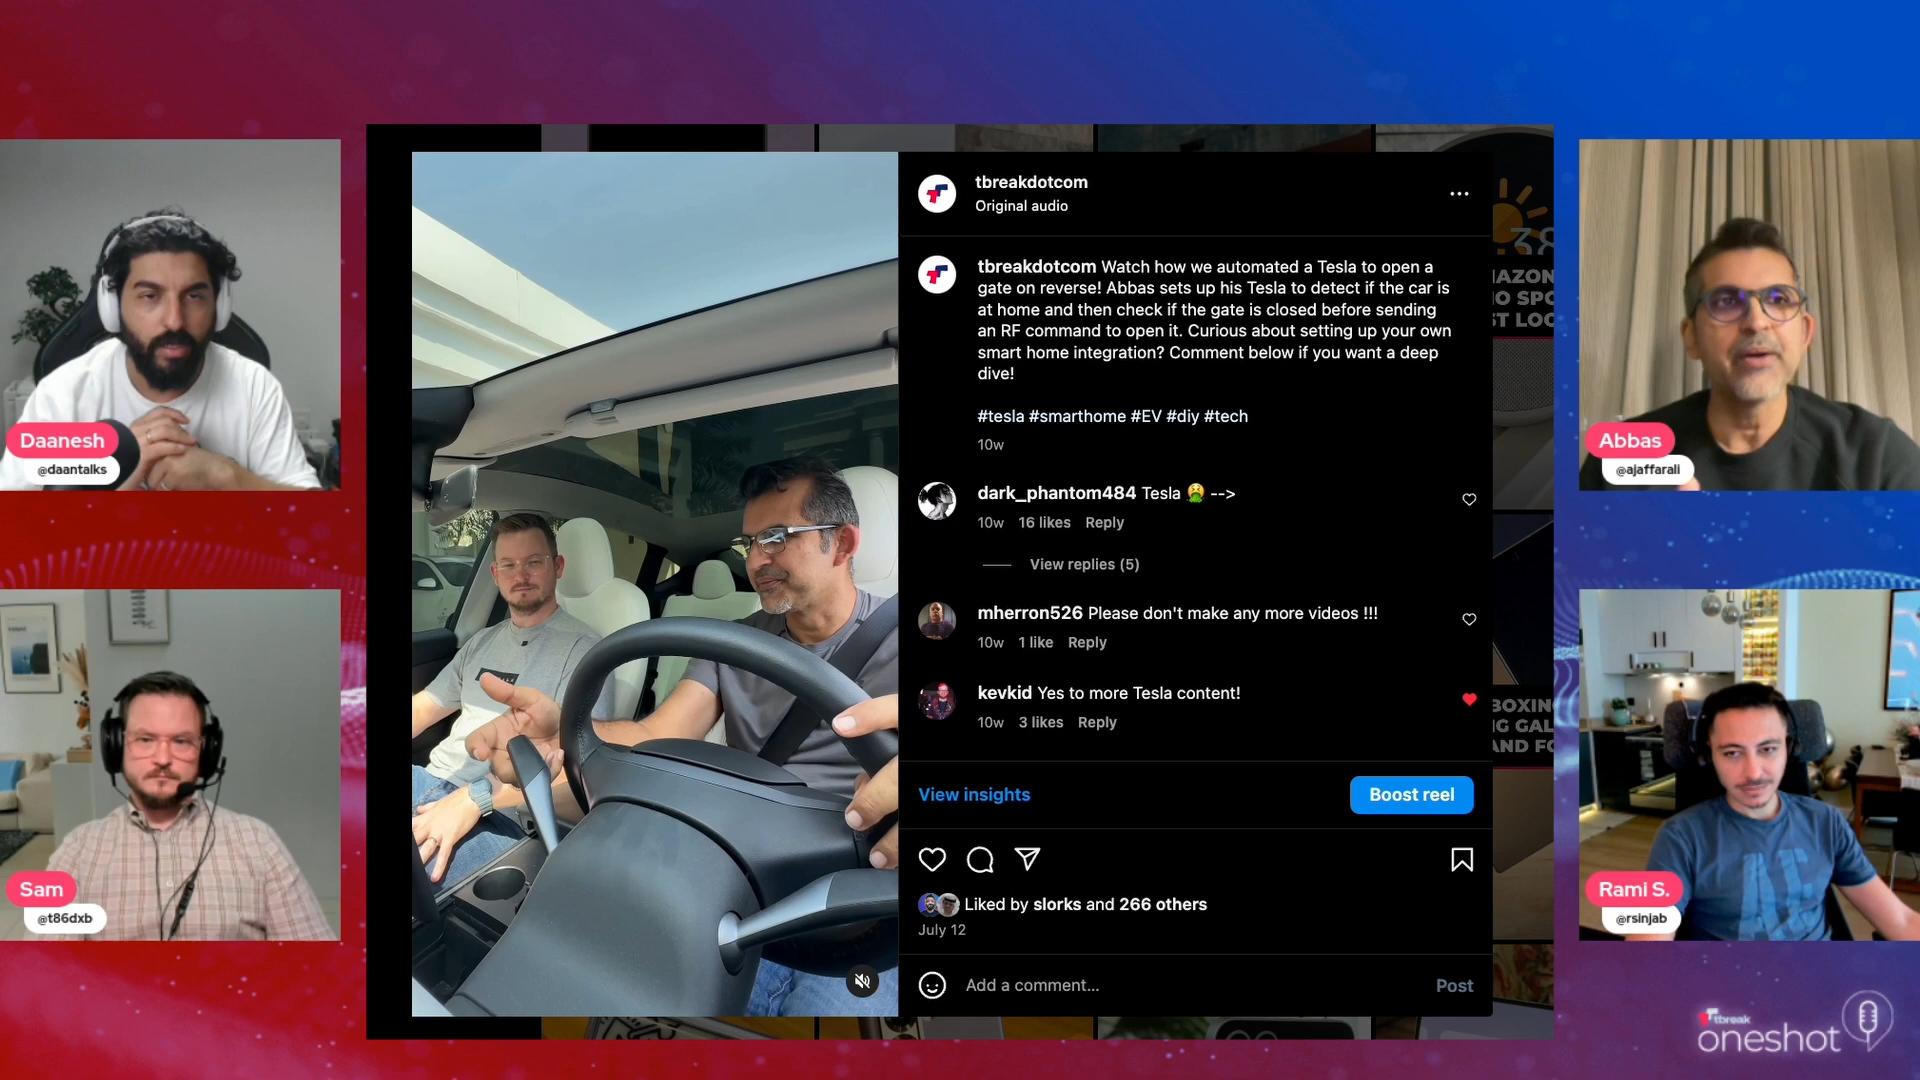 tbreakdotcom
Original audio
tbreakdotcom Watch how we automated a Tesla to open a
gate on reverse! Abbas sets up his Tesla to detect if the car is
at home and then check if the gate is closed before sending
an RF command to open it. Curious about setting up your own
smart home integration? Comment below if you want a deep
dive!
#tesla #smarthome #EV #diy #tech
10w
dark_phantom484 Tesla 🤮 -->
10w 16 likes Reply
View replies (5)
mherron526 Please don't make any more videos !!!
10w 1 like Reply
kevkid Yes to more Tesla content!
10w 3 likes Reply
View insights
Boost reel
Liked by slorks and 266 others
July 12
Add a comment...
Post
Daanesh
@daantalks
Sam
@t86dxb
Abbas
@ajaffarali
Rami S.
@rsinjab
tbreak
oneshot